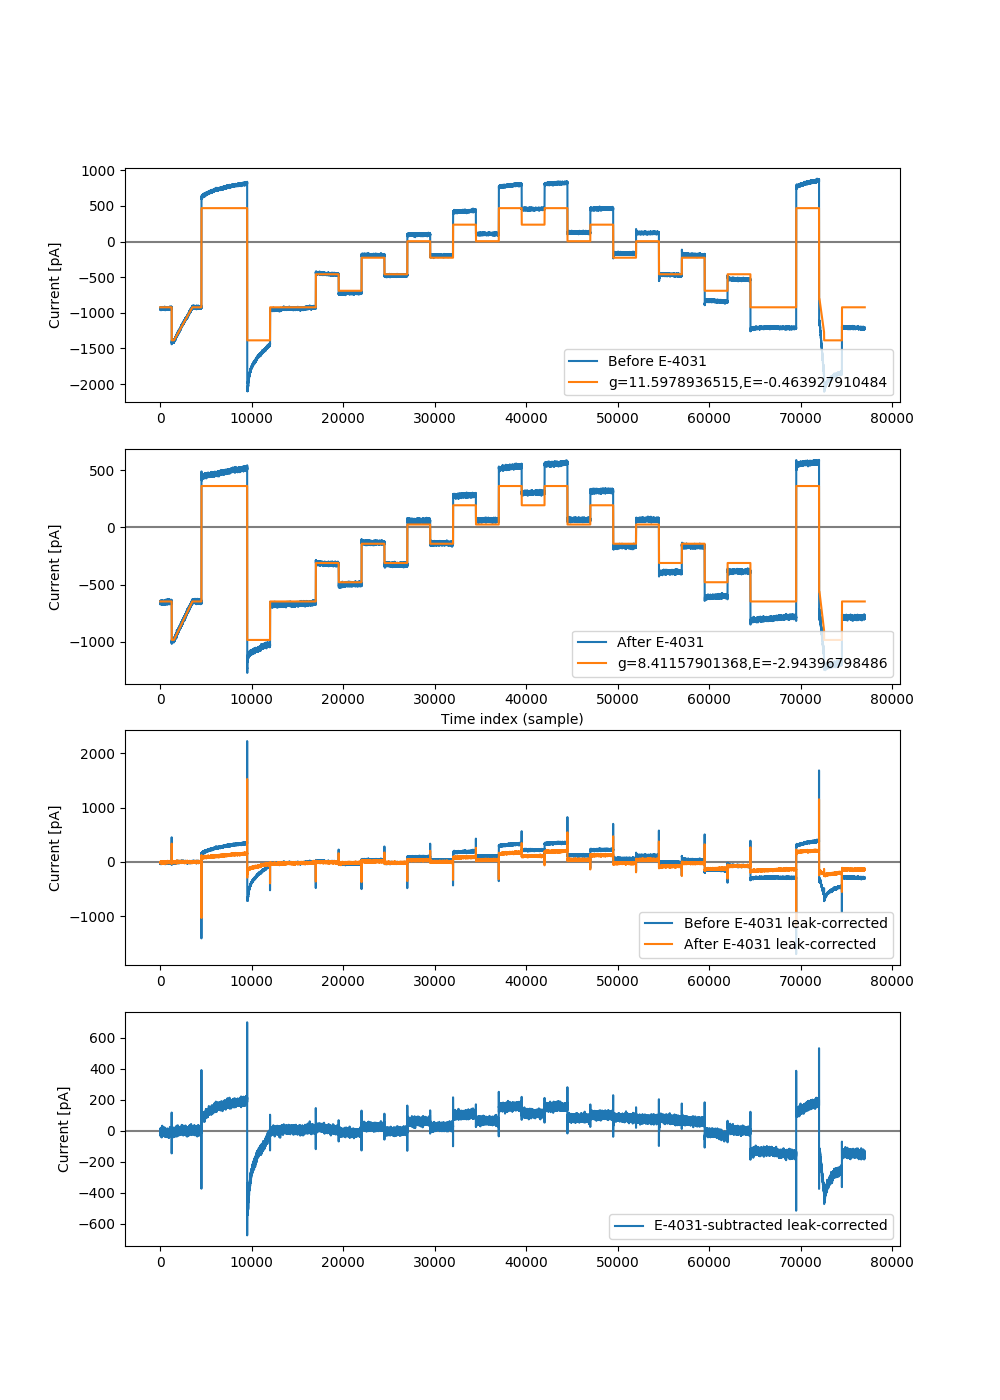 1000
500
0
−500
−1000
−1500
−2000
Current [pA]
Before E-4031
g=11.5978936515,E=-0.463927910484
0 10000 20000 30000 40000 50000 60000 70000 80000
500
0
−500
−1000
Current [pA]
After E-4031
g=8.41157901368,E=-2.94396798486
0 10000 20000 30000 40000 50000 60000 70000 80000
Time index (sample)
2000
1000
0
−1000
Current [pA]
Before E-4031 leak-corrected
After E-4031 leak-corrected
0 10000 20000 30000 40000 50000 60000 70000 80000
600
400
200
0
−200
−400
−600
Current [pA]
E-4031-subtracted leak-corrected
0 10000 20000 30000 40000 50000 60000 70000 80000